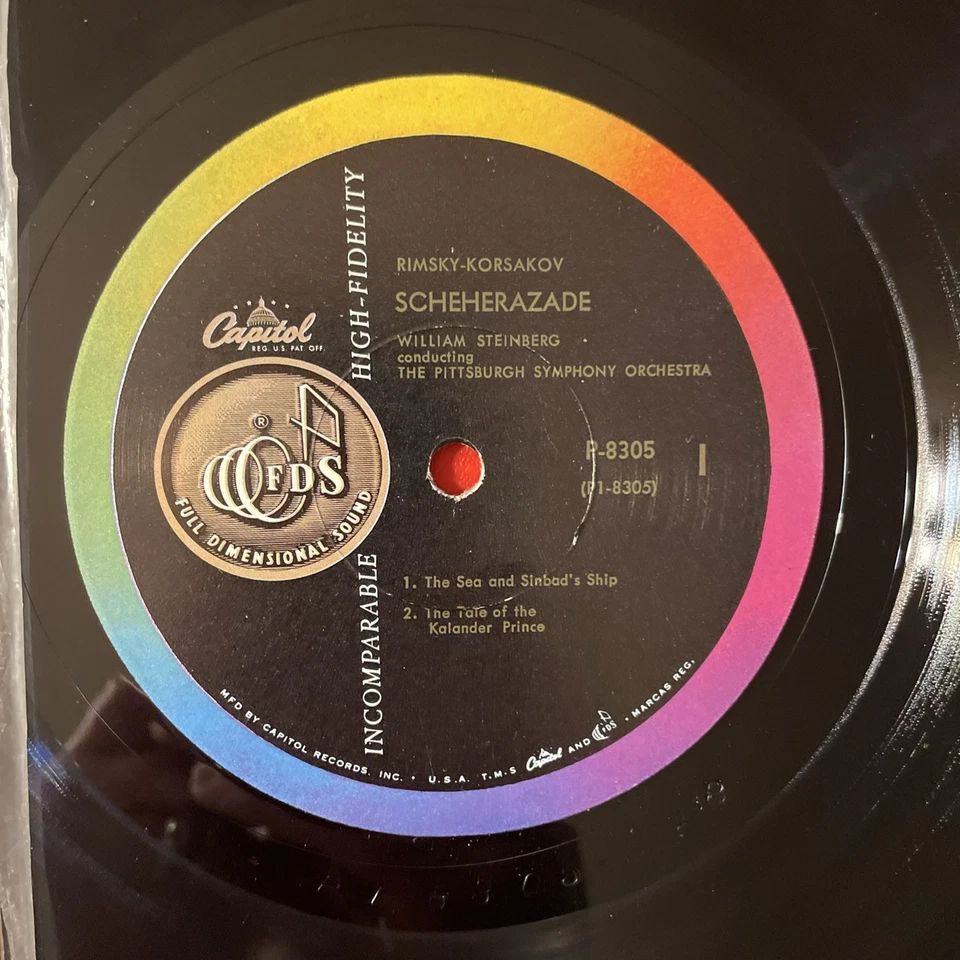 RIMSKY-KORSAKOV
SCHEHERAZADE
WILLIAM STEINBERG
conducting
THE PITTSBURGH SYMPHONY ORCHESTRA
Capitol
REG. U.S. PAT. OFF.
INCOMPARABLE HIGH-FIDELITY
®
FDS
FULL DIMENSIONAL SOUND
P-8305 1
(P1-8305)
1. The Sea and Sinbad's Ship
2. The Tale of the
Kalander Prince
MFD BY CAPITOL RECORDS, INC. • U.S.A. T.M.S Capitol AND FDS • MARCAS REG.
8